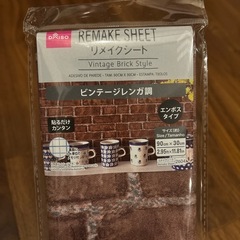 DAISO
REMAKE SHEET
リメイクシート
Vintage Brick Style
ビンテージレンガ調
貼るだけ
カンタン
エンボス
タイプ
サイズ(約)
90cm×30cm